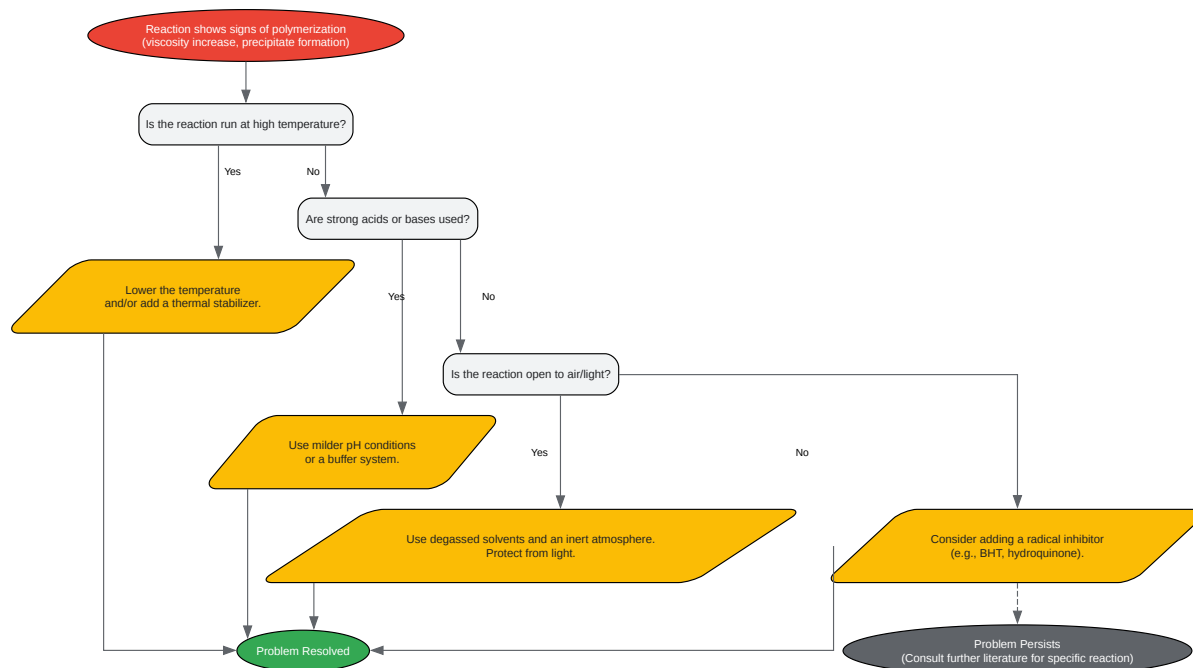 Reaction shows signs of polymerization
(viscosity increase, precipitate formation)
Is the reaction run at high temperature?
Yes
No
Are strong acids or bases used?
Lower the temperature
and/or add a thermal stabilizer.
Yes
No
Is the reaction open to air/light?
Use milder pH conditions
or a buffer system.
Yes
No
Use degassed solvents and an inert atmosphere.
Protect from light.
Consider adding a radical inhibitor
(e.g., BHT, hydroquinone).
Problem Resolved
Problem Persists
(Consult further literature for specific reaction)